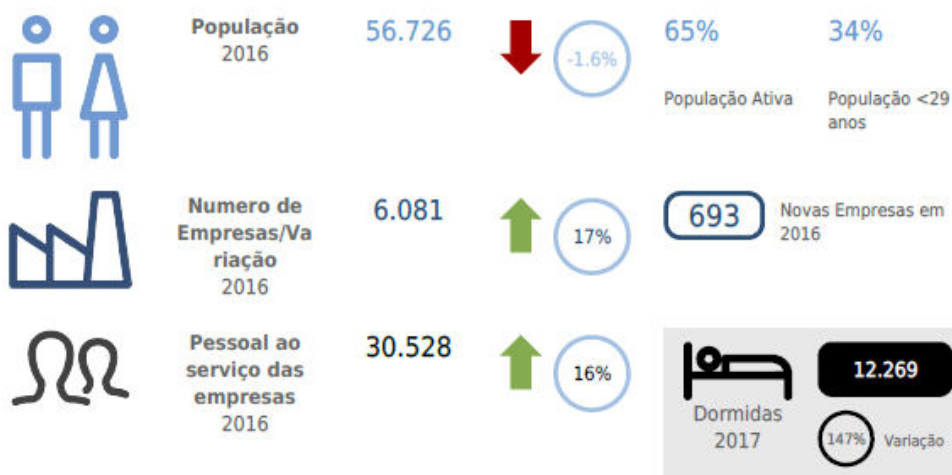 População
2016
56.726
-1.6%
65%
População Ativa
34%
População <29
anos
Numero de
Empresas/Va
riação
2016
6.081
17%
693
Novas Empresas em
2016
Pessoal ao
serviço das
empresas
2016
30.528
16%
Dormidas
2017
12.269
147%
Variação